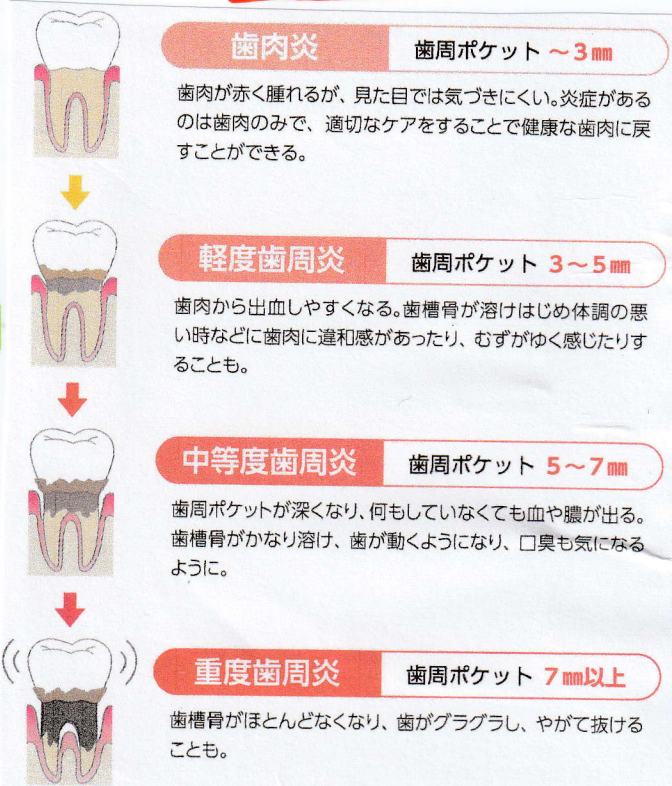 歯肉炎 歯周ポケット ～3㎜
歯肉が赤く腫れるが、見た目では気づきにくい。炎症がある
のは歯肉のみで、適切なケアをすることで健康な歯肉に戻
すことができる。
軽度歯周炎 歯周ポケット 3～5㎜
歯肉から出血しやすくなる。歯槽骨が溶けはじめ体調の悪
い時などに歯肉に違和感があったり、むずがゆく感じたりす
ることも。
中等度歯周炎 歯周ポケット 5～7㎜
歯周ポケットが深くなり、何もしていなくても血や膿が出る。
歯槽骨がかなり溶け、歯が動くようになり、口臭も気になる
ように。
重度歯周炎 歯周ポケット 7㎜以上
歯槽骨がほとんどなくなり、歯がグラグラし、やがて抜ける
ことも。